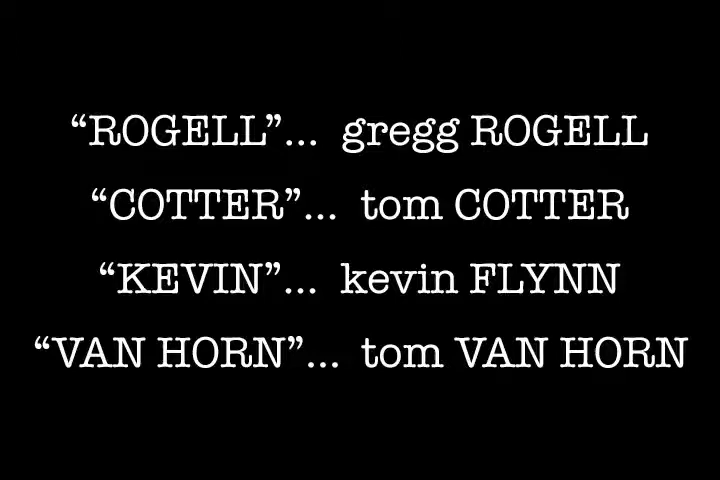 “ROGELL”... gregg ROGELL
“COTTER”... tom COTTER
“KEVIN”... kevin FLYNN
“VAN HORN”... tom VAN HORN